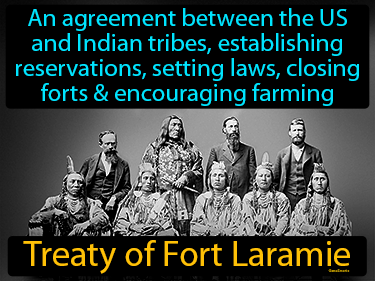 An agreement between the US
and Indian tribes, establishing
reservations, setting laws, closing
forts & encouraging farming
Treaty of Fort Laramie
GemSmarts